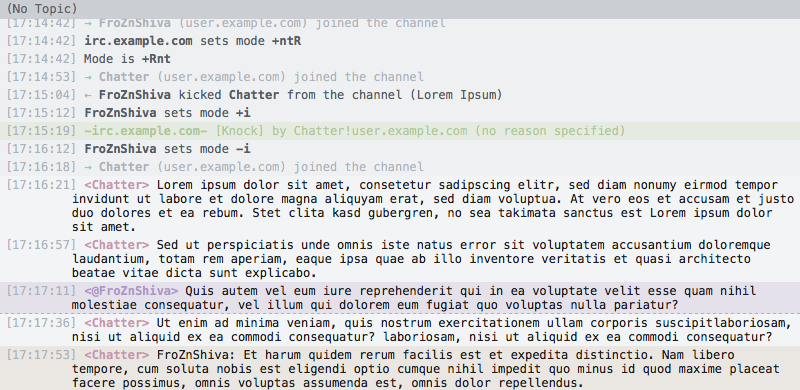 (No Topic)
[17:14:42] → FroZnShiva (user.example.com) joined the channel
[17:14:42] irc.example.com sets mode +ntR
[17:14:42] Mode is +Rnt
[17:14:53] → Chatter (user.example.com) joined the channel
[17:15:04] ← FroZnShiva kicked Chatter from the channel (Lorem Ipsum)
[17:15:12] FroZnShiva sets mode +i
[17:15:19] -irc.example.com- [Knock] by Chatter!user.example.com (no reason specified)
[17:16:12] FroZnShiva sets mode -i
[17:16:18] → Chatter (user.example.com) joined the channel
[17:16:21] <Chatter> Lorem ipsum dolor sit amet, consetetur sadipscing elitr, sed diam nonumy eirmod tempor
invidunt ut labore et dolore magna aliquyam erat, sed diam voluptua. At vero eos et accusam et justo
duo dolores et ea rebum. Stet clita kasd gubergren, no sea takimata sanctus est Lorem ipsum dolor
sit amet.
[17:16:57] <Chatter> Sed ut perspiciatis unde omnis iste natus error sit voluptatem accusantium doloremque
laudantium, totam rem aperiam, eaque ipsa quae ab illo inventore veritatis et quasi architecto
beatae vitae dicta sunt explicabo.
[17:17:11] <@FroZnShiva> Quis autem vel eum iure reprehenderit qui in ea voluptate velit esse quam nihil
molestiae consequatur, vel illum qui dolorem eum fugiat quo voluptas nulla pariatur?
[17:17:36] <Chatter> Ut enim ad minima veniam, quis nostrum exercitationem ullam corporis suscipitlaboriosam,
nisi ut aliquid ex ea commodi consequatur? laboriosam, nisi ut aliquid ex ea commodi consequatur?
[17:17:53] <Chatter> FroZnShiva: Et harum quidem rerum facilis est et expedita distinctio. Nam libero
tempore, cum soluta nobis est eligendi optio cumque nihil impedit quo minus id quod maxime placeat
facere possimus, omnis voluptas assumenda est, omnis dolor repellendus.